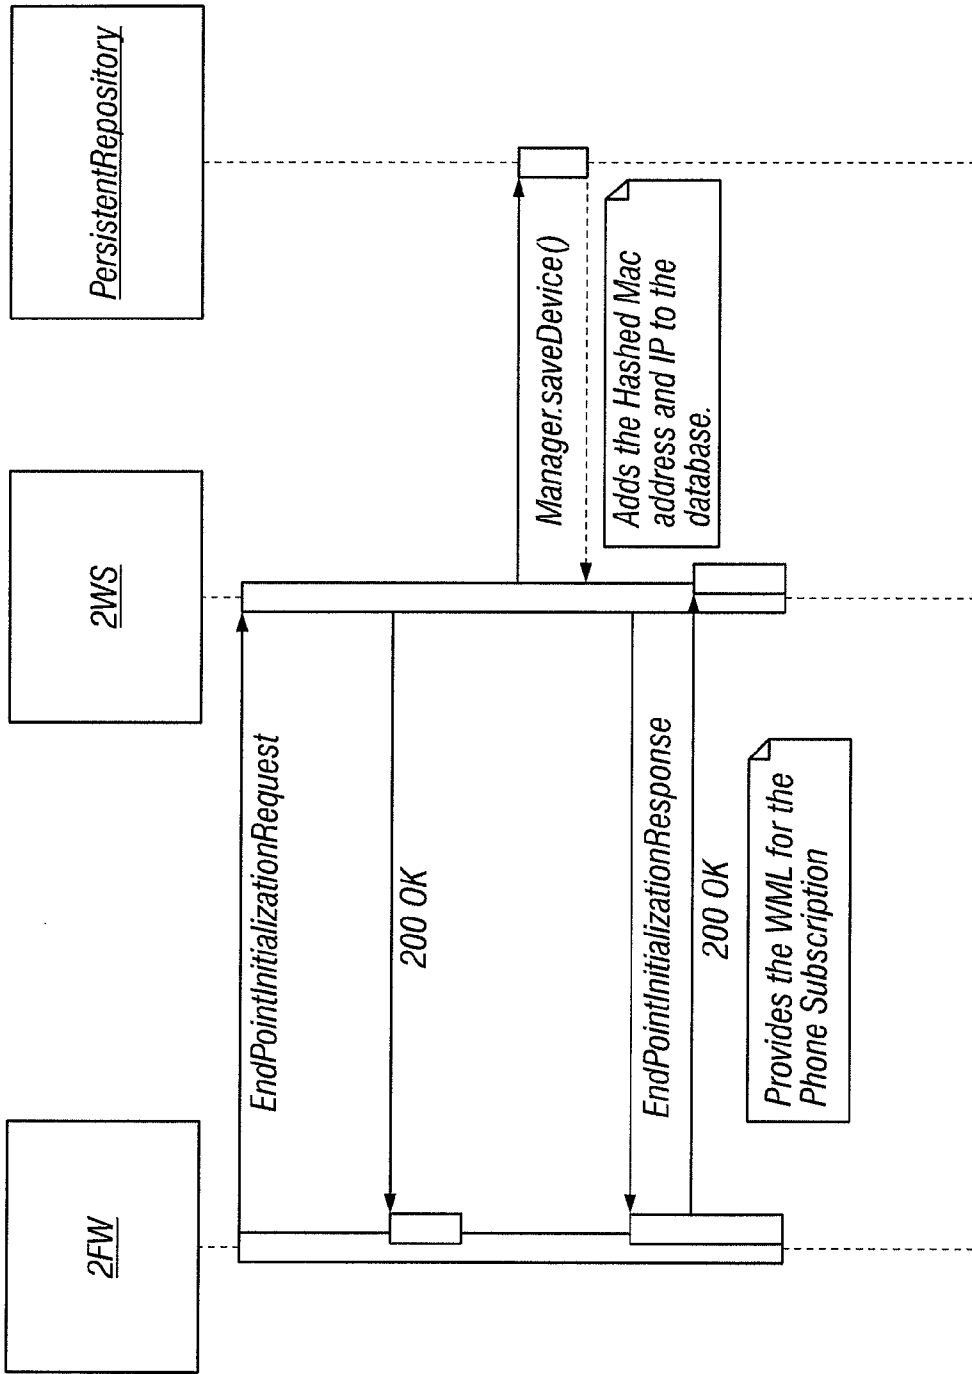 2FW
2WS
PersistentRepository
EndPointInitializationRequest
200 OK
Manager.saveDevice()
Adds the Hashed Mac
address and IP to the
database.
EndPointInitializationResponse
200 OK
Provides the WML for the
Phone Subscription